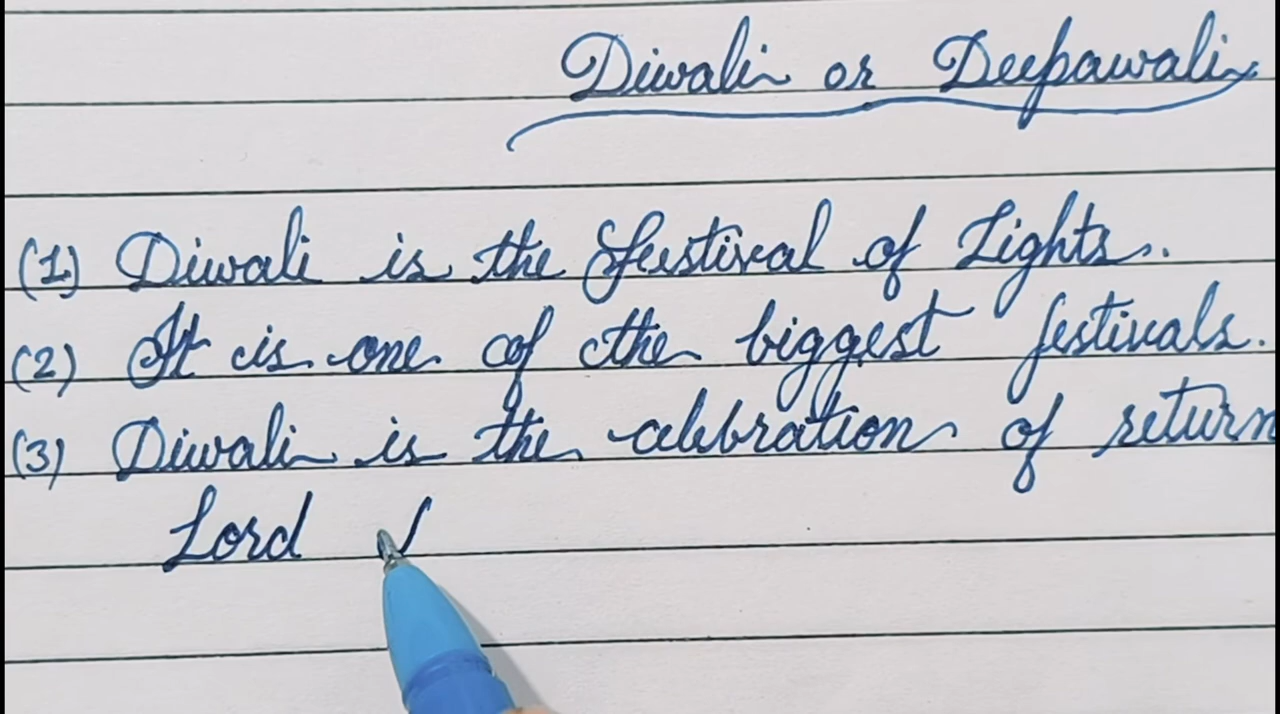 Diwali or Deepawali
(1) Diwali is the festival of Lights.
(2) It is one of the biggest festivals.
(3) Diwali is the celebration of return
Lord